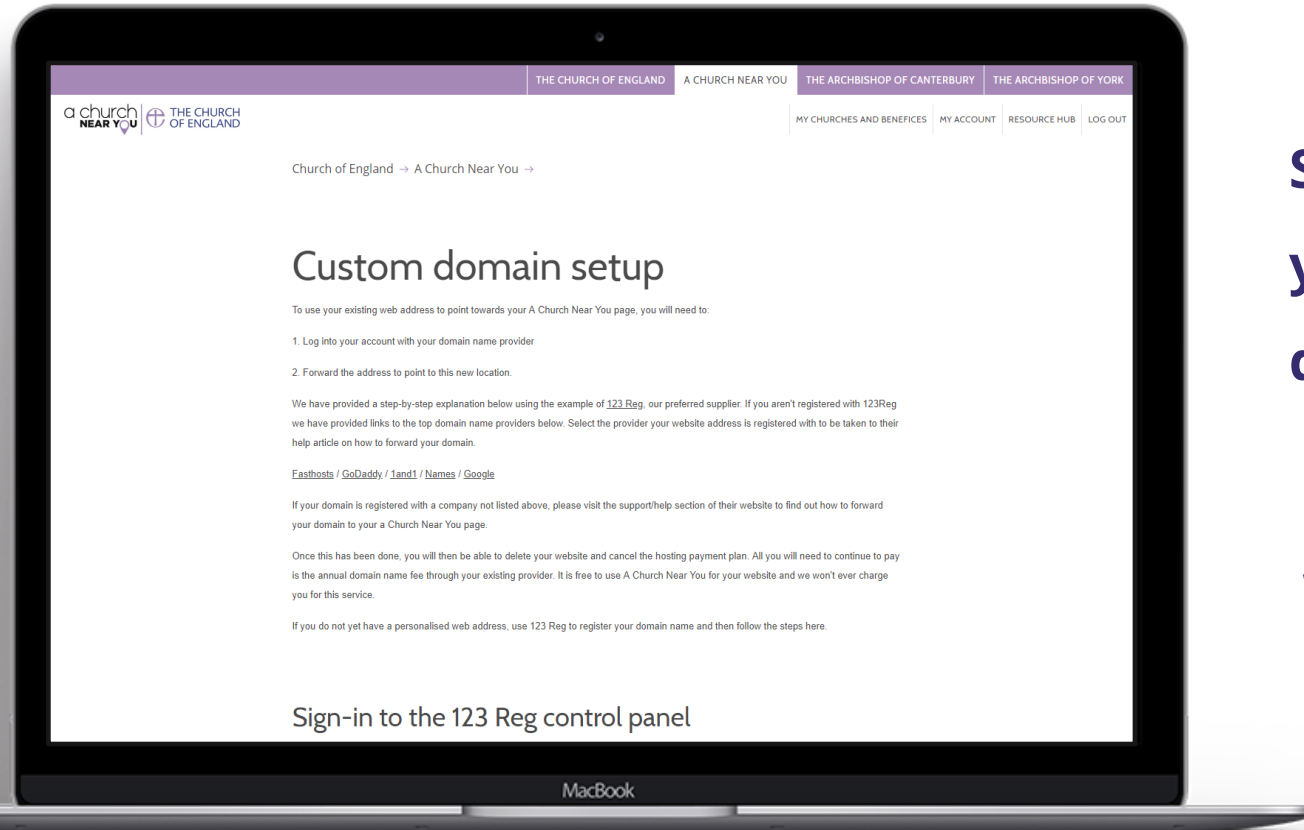 THE CHURCH OF ENGLAND A CHURCH NEAR YOU THE ARCHBISHOP OF CANTERBURY THE ARCHBISHOP OF YORK
a church
NEAR YOU
THE CHURCH
OF ENGLAND
MY CHURCHES AND BENEFICES MY ACCOUNT RESOURCE HUB LOG OUT
Church of England → A Church Near You →
Custom domain setup
To use your existing web address to point towards your A Church Near You page, you will need to:
1. Log into your account with your domain name provider
2. Forward the address to point to this new location.
We have provided a step-by-step explanation below using the example of 123 Reg, our preferred supplier. If you aren't registered with 123Reg
we have provided links to the top domain name providers below. Select the provider your website address is registered with to be taken to their
help article on how to forward your domain.
Fasthosts / GoDaddy / 1and1 / Names / Google
If your domain is registered with a company not listed above, please visit the support/help section of their website to find out how to forward
your domain to your a Church Near You page.
Once this has been done, you will then be able to delete your website and cancel the hosting payment plan. All you will need to continue to pay
is the annual domain name fee through your existing provider. It is free to use A Church Near You for your website and we won't ever charge
you for this service.
If you do not yet have a personalised web address, use 123 Reg to register your domain name and then follow the steps here.
Sign-in to the 123 Reg control panel
MacBook